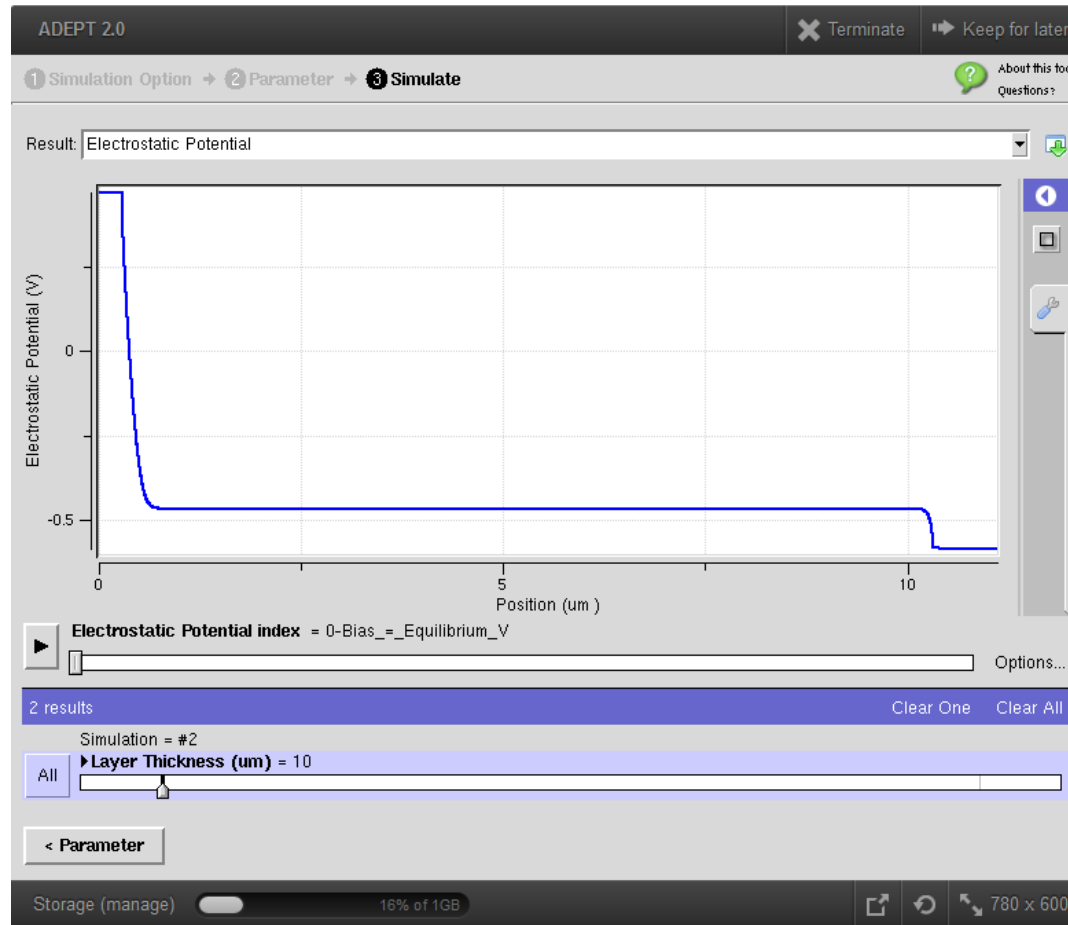 ADEPT 2.0
Terminate
Keep for later
1 Simulation Option
2 Parameter
3 Simulate
?
About this too
Questions?
Result: Electrostatic Potential
Electrostatic Potential (V)
0
-0.5
0
5
10
Position (um )
Electrostatic Potential index = 0-Bias_=_Equilibrium_V
Options...
2 results
Clear One
Clear All
Simulation = #2
All
Layer Thickness (um) = 10
< Parameter
Storage (manage)
16% of 1GB
780 x 600